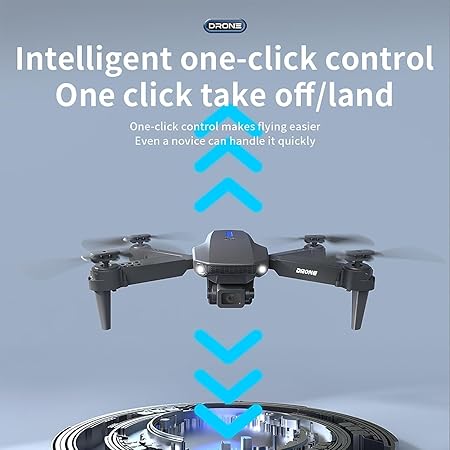 DRONE
Intelligent one-click control
One click take off/land
One-click control makes flying easier
Even a novice can handle it quickly
DRONE